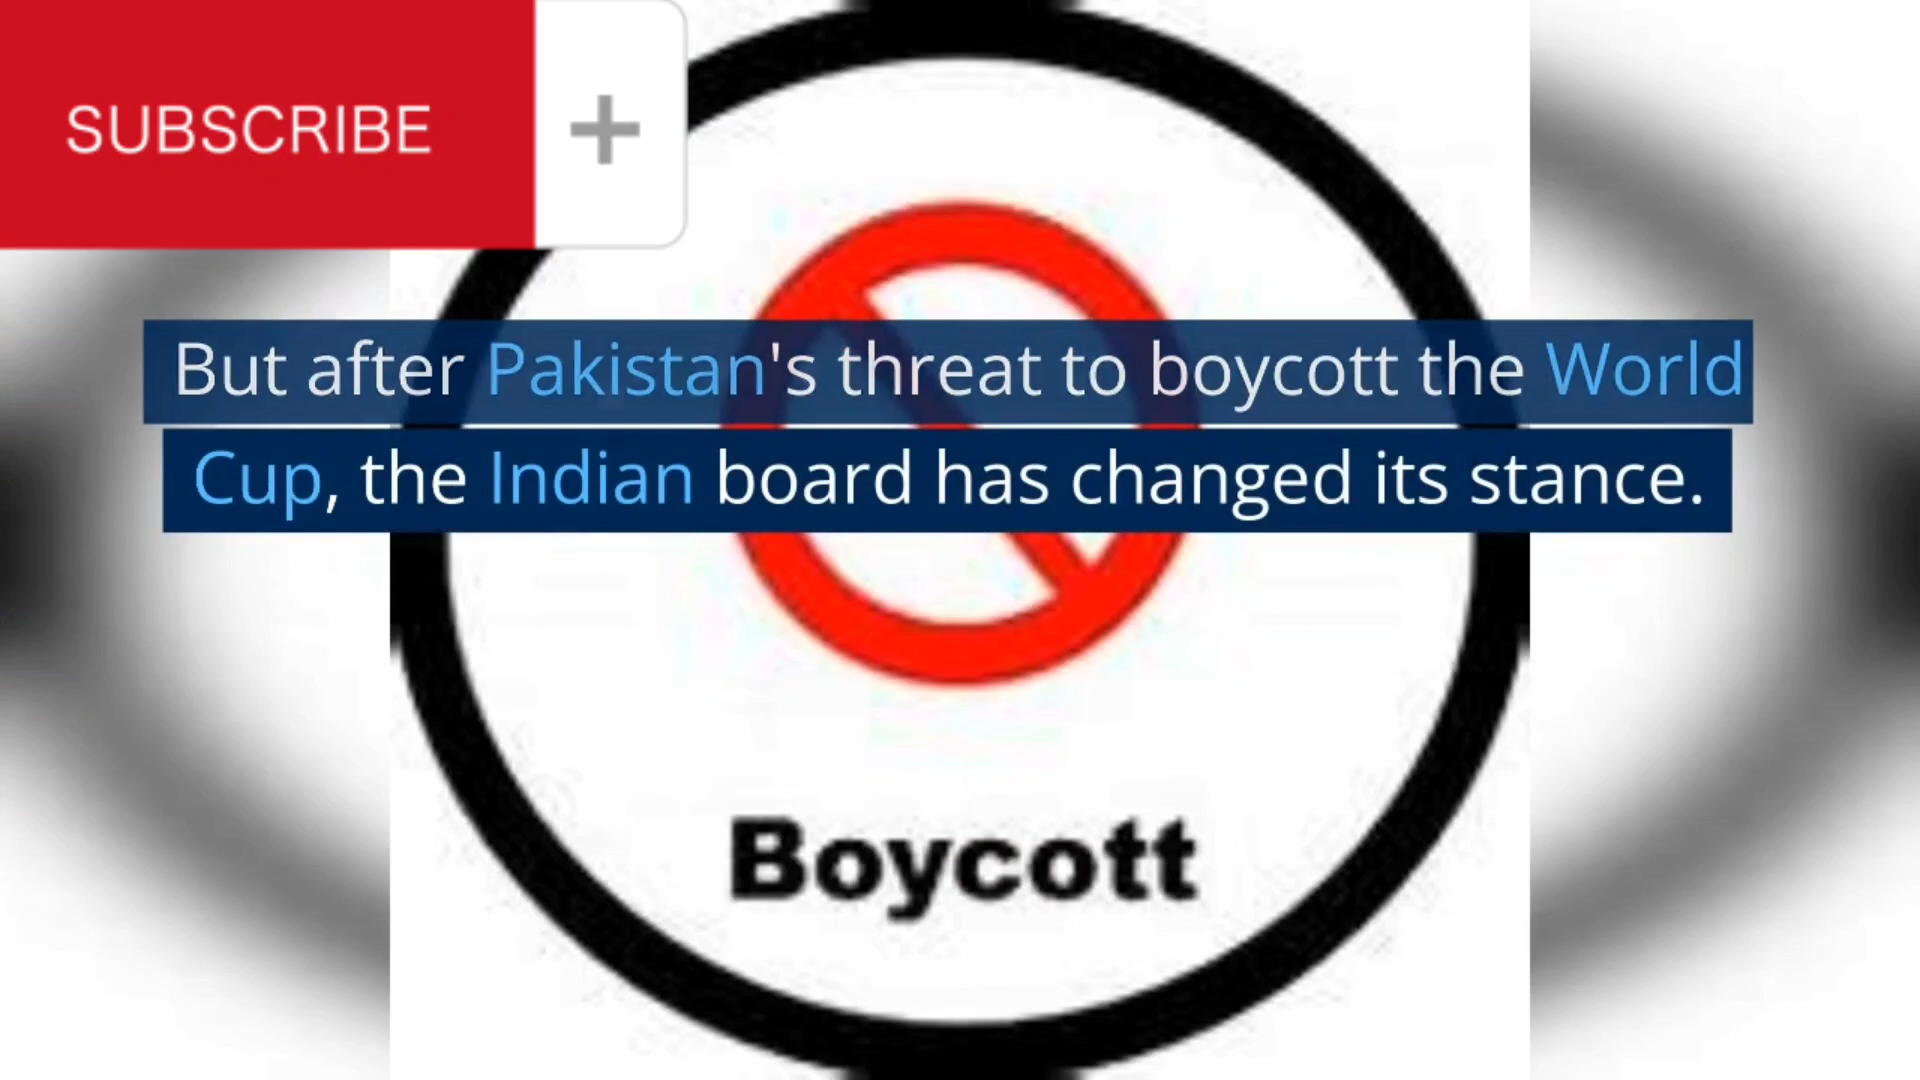 SUBSCRIBE +
But after Pakistan's threat to boycott the World
Cup, the Indian board has changed its stance.
Boycott